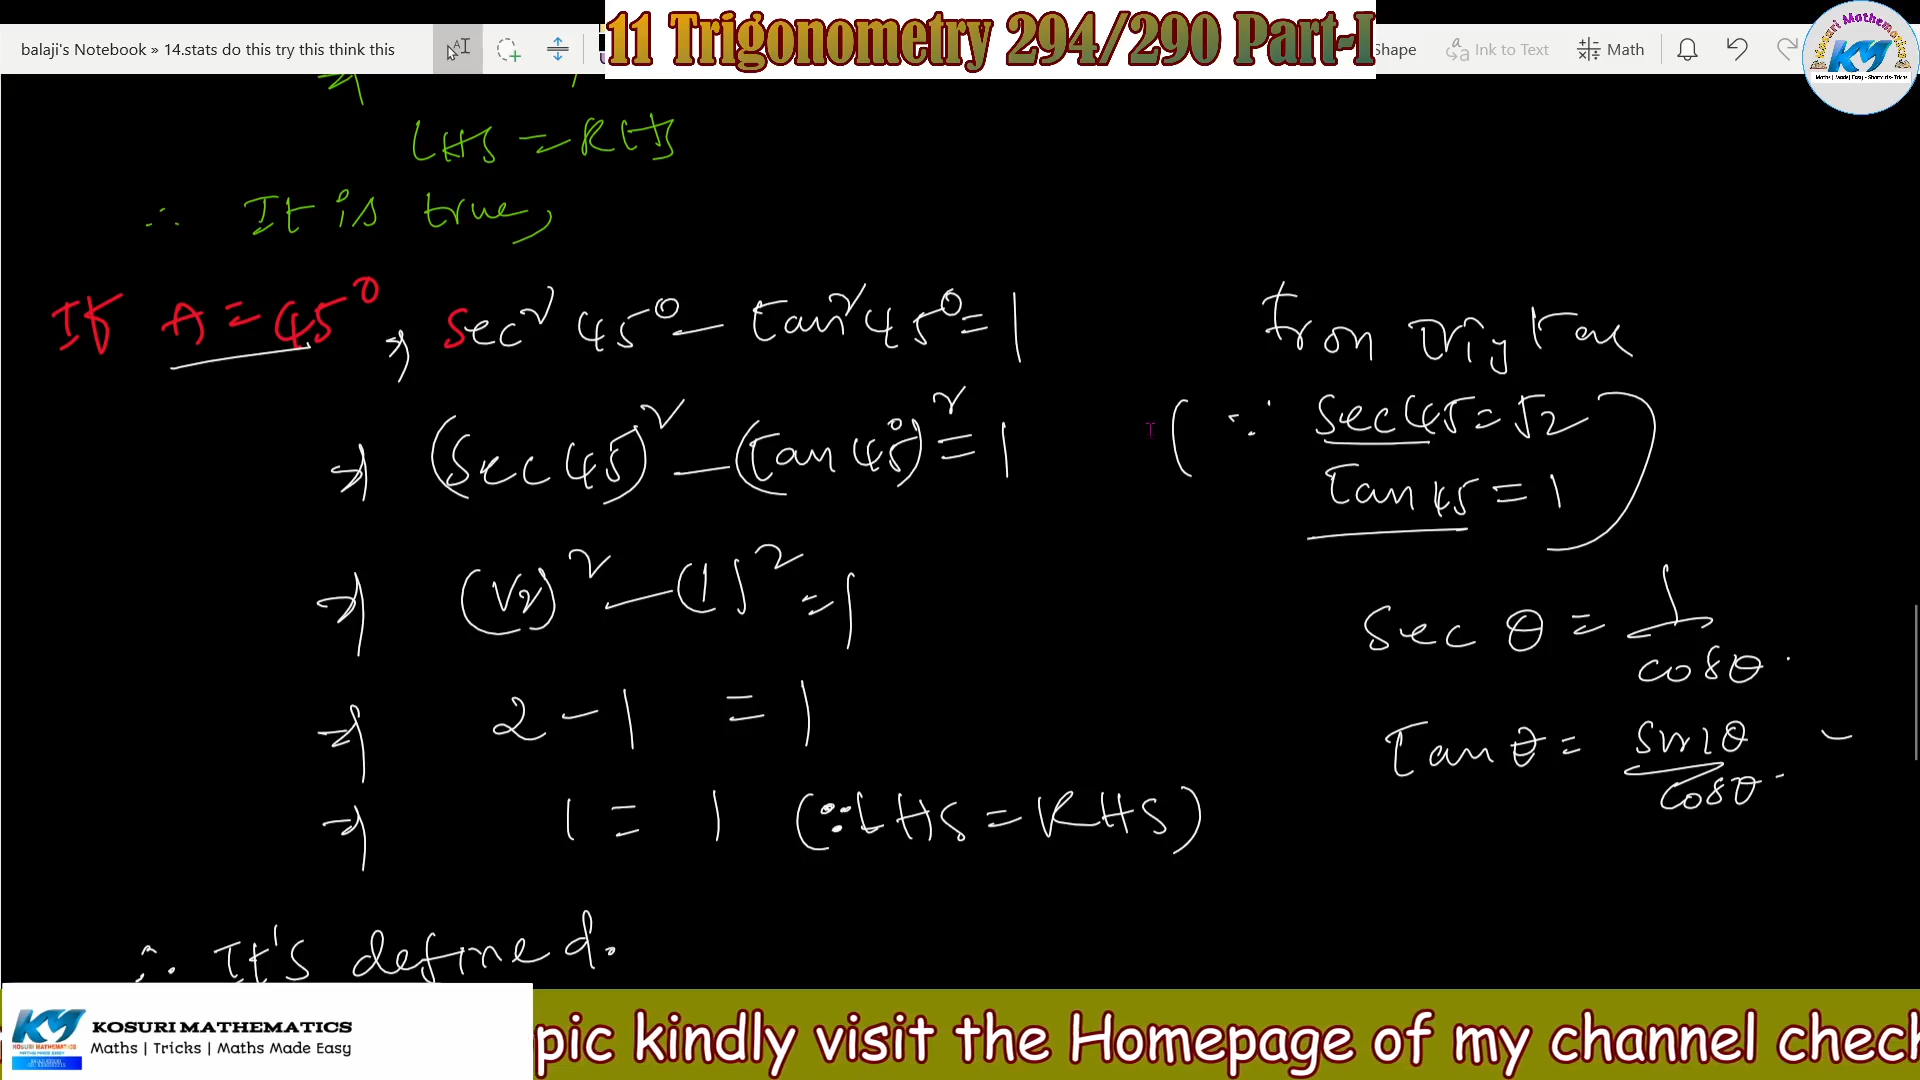 11 Trigonometry 294/290 Part-I
balaji's Notebook » 14.stats do this try this think this
Shape
Ink to Text
Math
LHS = RHS
∴ It is true,
If A = 45° ⇒ sec² 45° — tan² 45° = 1
⇒ (Sec 45)² — (tan 45°)² = 1
⇒ (√2)² — (1)² = 1
⇒ 2 - 1 = 1
⇒ 1 = 1 (∵ LHS = RHS)
∴ It's defined.
From trig
(∵ sec 45 = √2
tan 45 = 1)
Sec θ = 1/cosθ
Tan θ = sinθ/cosθ
KOSURI MATHEMATICS
Maths | Tricks | Maths Made Easy
pic kindly visit the Homepage of my channel check